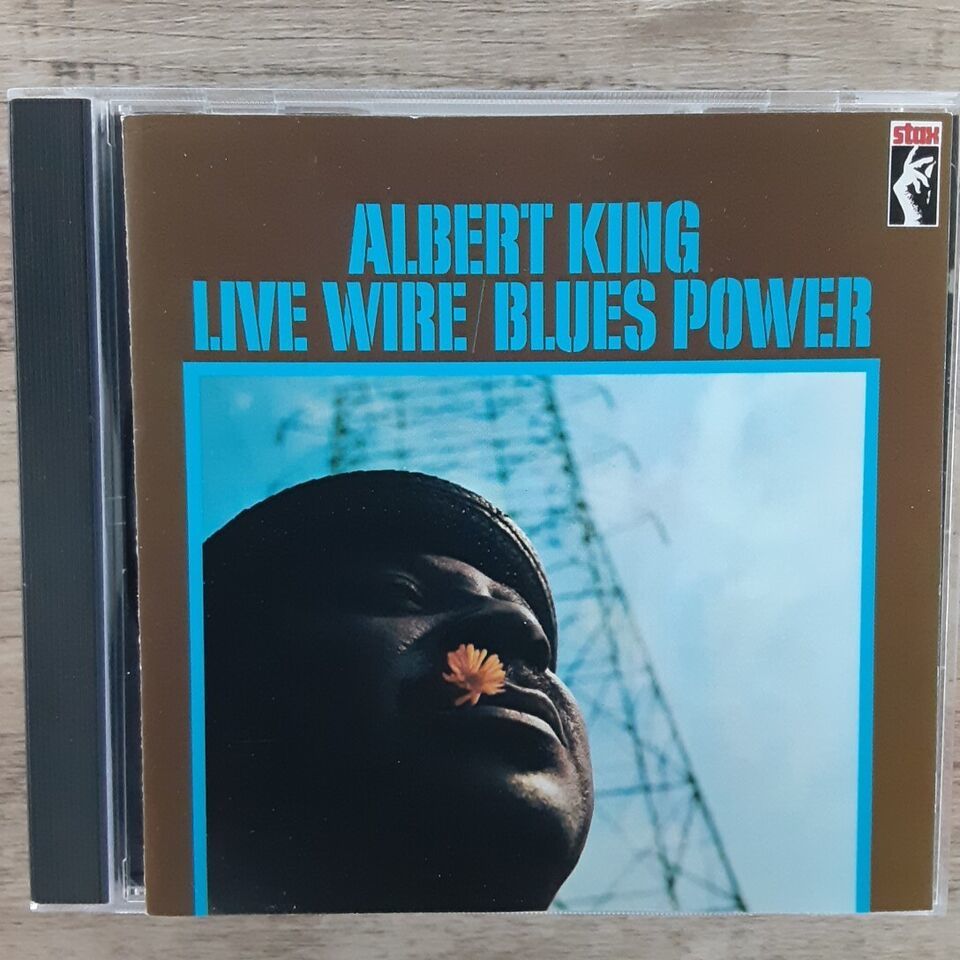 stax
ALBERT KING
LIVE WIRE/BLUES POWER